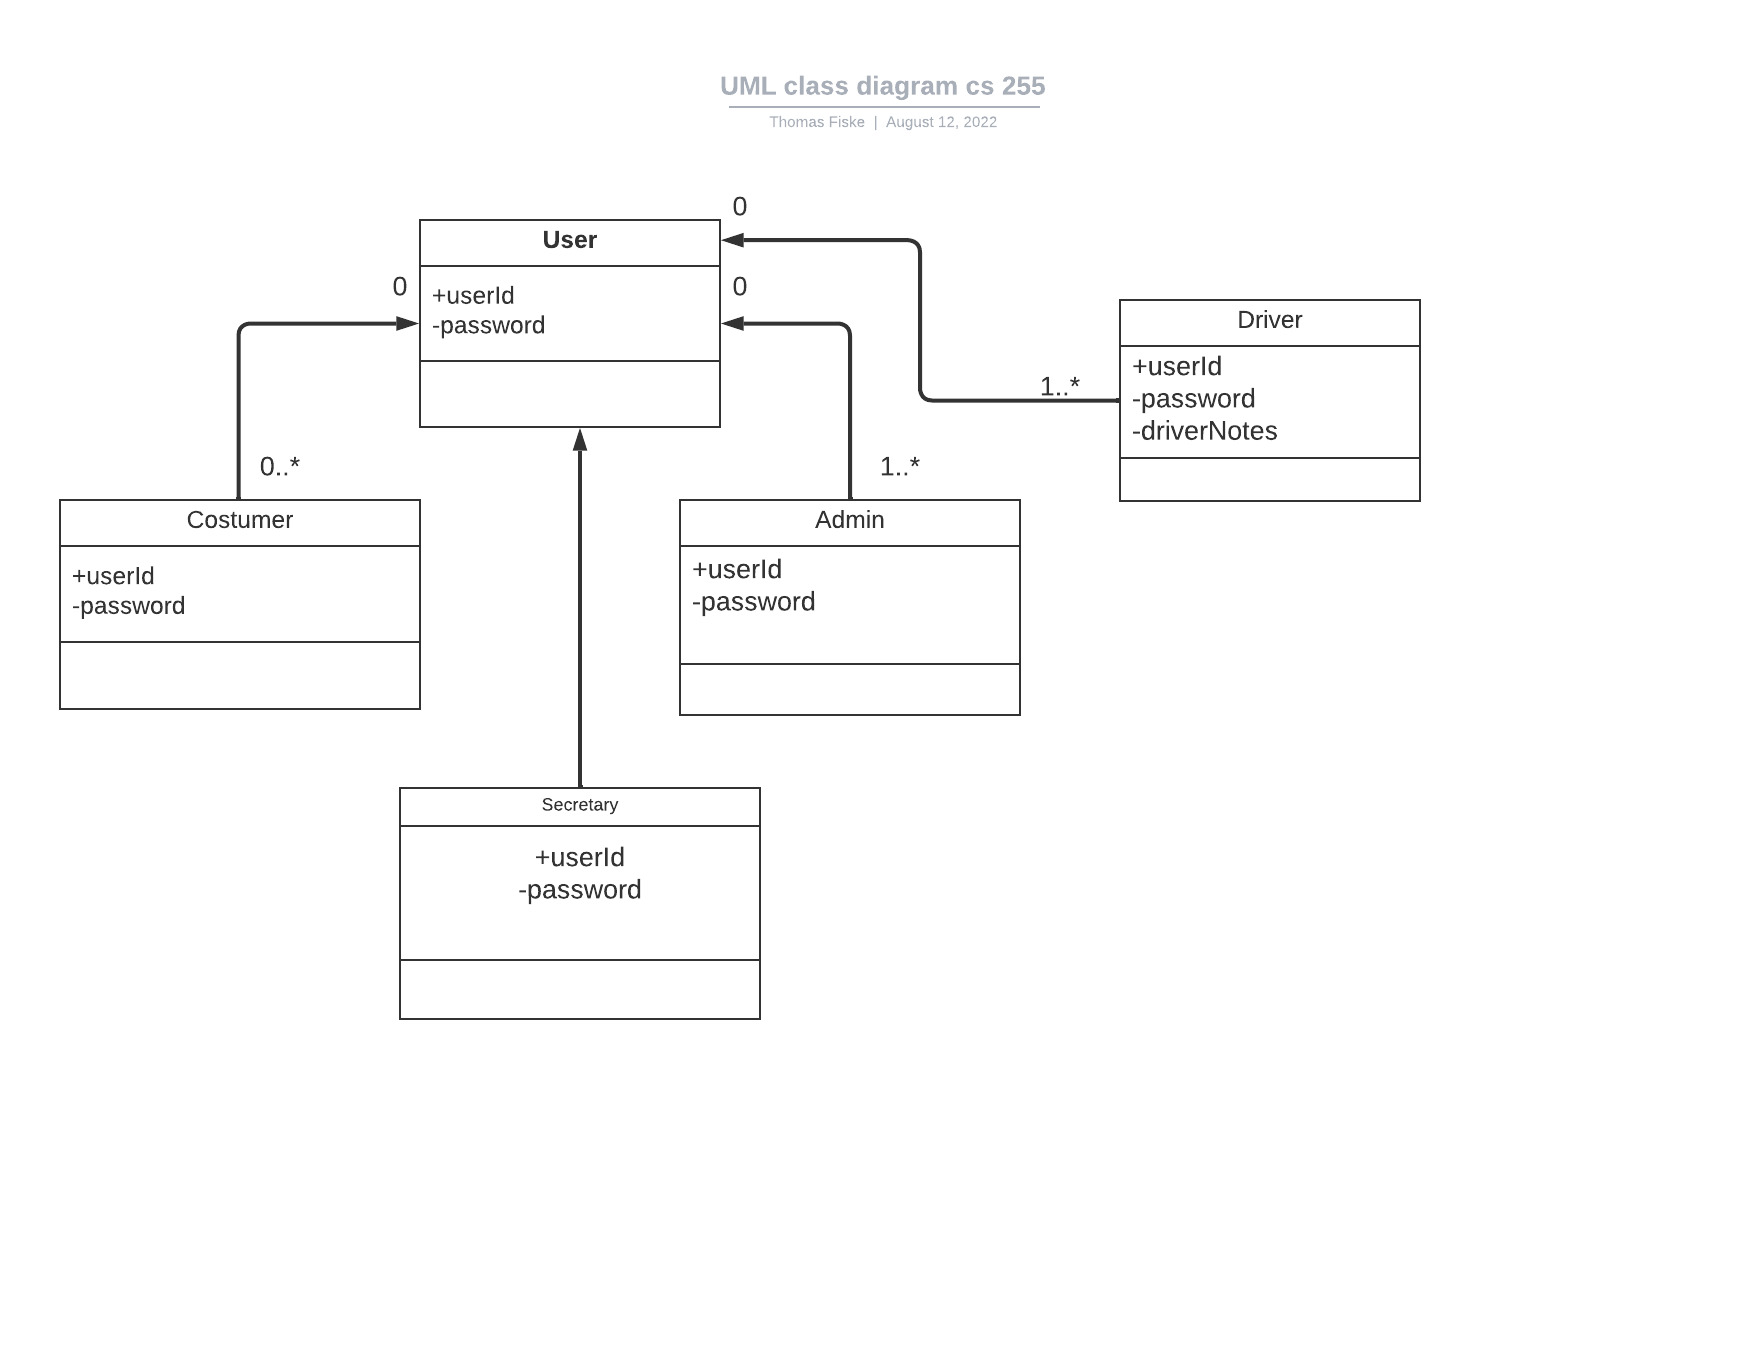 UML class diagram cs 255
Thomas Fiske | August 12, 2022
0
User
+userId
-password
0
0
Driver
+userId
-password
-driverNotes
1..*
0..*
1..*
Costumer
+userId
-password
Admin
+userId
-password
Secretary
+userId
-password